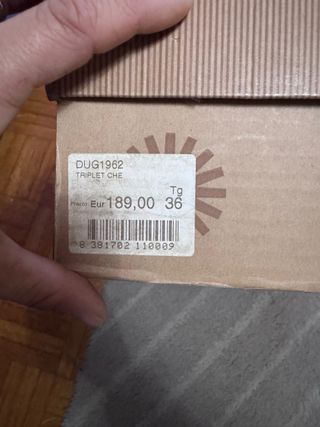 DUG1962
TRIPLET CHE
Tg
Prezzo Eur 189,00 36
8 381702 110009